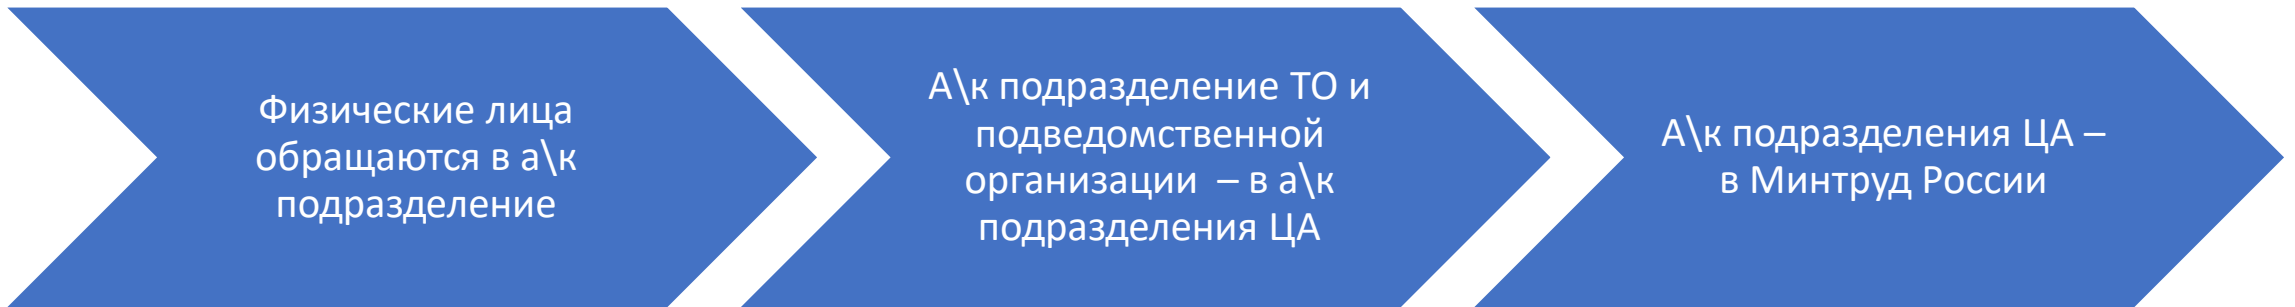 Физические лица
обращаются в а\к
подразделение
А\к подразделение ТО и
подведомственной
организации – в а\к
подразделения ЦА
А\к подразделения ЦА –
в Минтруд России